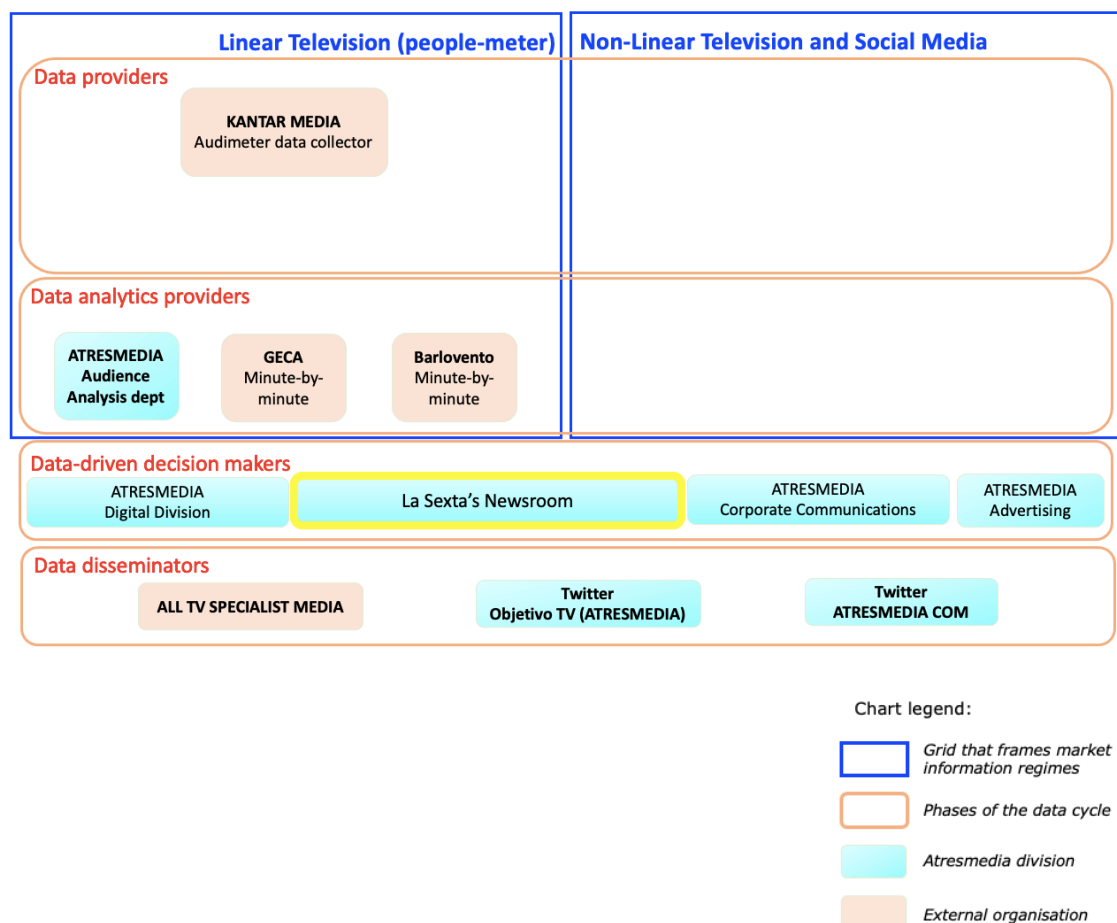 Linear Television (people-meter)
Non-Linear Television and Social Media
Data providers
KANTAR MEDIA
Audimeter data collector
Data analytics providers
ATRESMEDIA
Audience
Analysis dept
GECA
Minute-by-
minute
Barlovento
Minute-by-
minute
Data-driven decision makers
ATRESMEDIA
Digital Division
La Sexta’s Newsroom
ATRESMEDIA
Corporate Communications
ATRESMEDIA
Advertising
Data disseminators
ALL TV SPECIALIST MEDIA
Twitter
Objetivo TV (ATRESMEDIA)
Twitter
ATRESMEDIA COM
Chart legend:
Grid that frames market
information regimes
Phases of the data cycle
Atresmedia division
External organisation